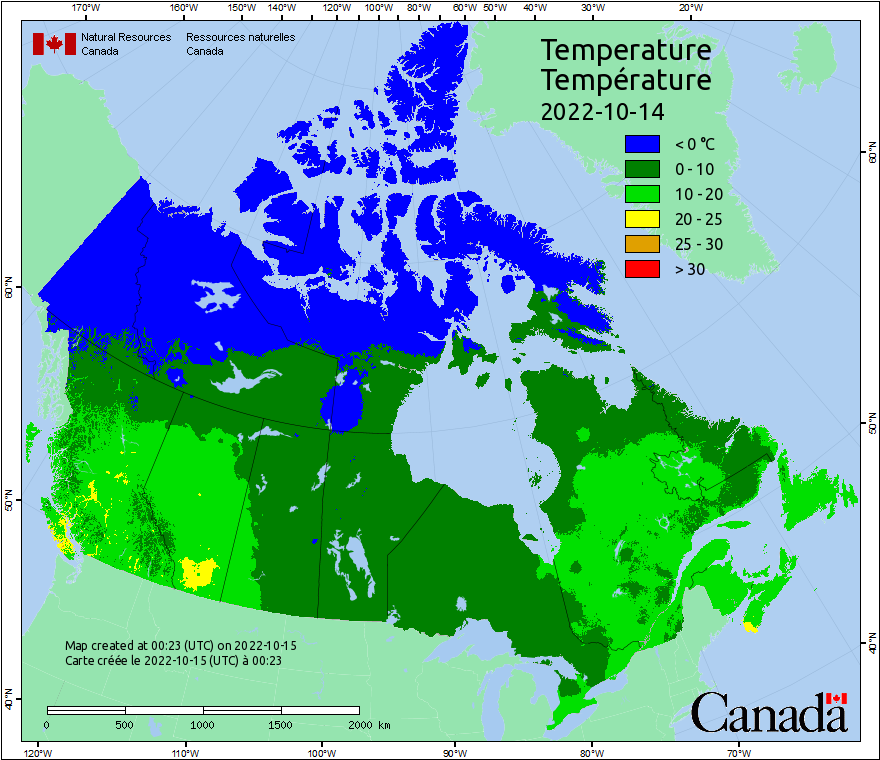 170°W 160°W 150°W 140°W 130°W 120°W 110°W 100°W 90°W 80°W 60°W 50°W 40°W 30°W 20°W
Natural Resources Ressources naturelles
Canada Canada
Temperature
Température
2022-10-14
< 0 °C
0 - 10
10 - 20
20 - 25
25 - 30
> 30
60°N
60°N
50°N
50°N
40°N
40°N
Map created at 00:23 (UTC) on 2022-10-15
Carte créée le 2022-10-15 (UTC) à 00:23
0 500 1000 1500 2000 km
Canada
120°W 110°W 100°W 90°W 80°W 70°W